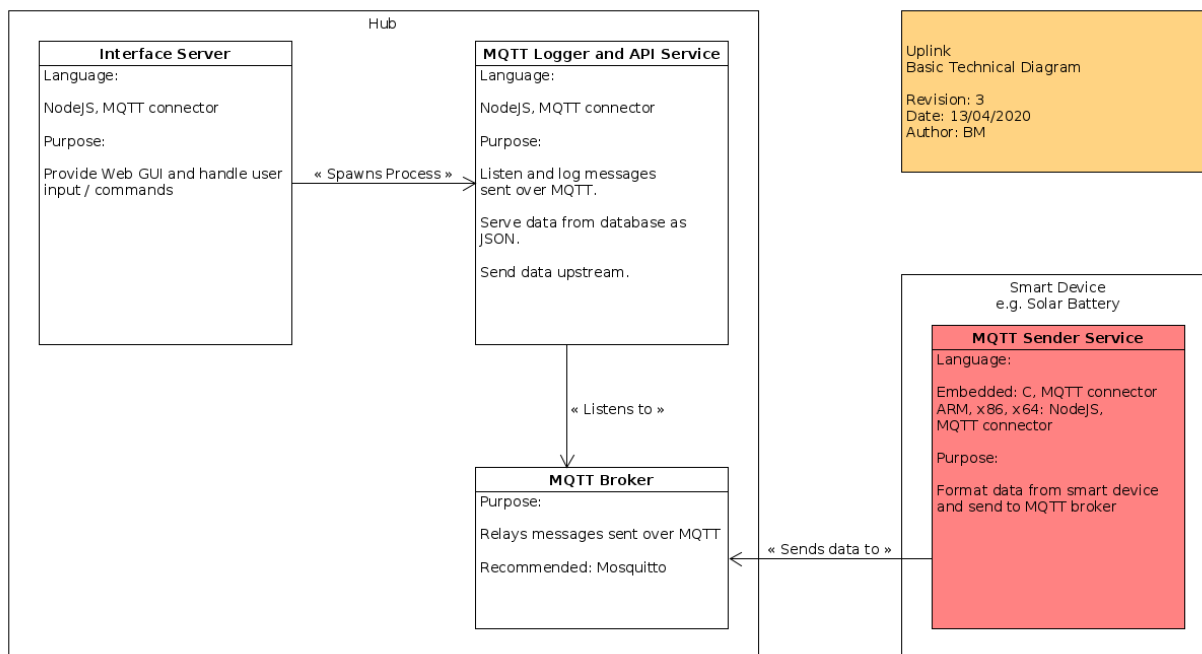 Hub
Interface Server
Language:
NodeJS, MQTT connector
Purpose:
Provide Web GUI and handle user
input / commands
« Spawns Process »
MQTT Logger and API Service
Language:
NodeJS, MQTT connector
Purpose:
Listen and log messages
sent over MQTT.
Serve data from database as
JSON.
Send data upstream.
« Listens to »
MQTT Broker
Purpose:
Relays messages sent over MQTT
Recommended: Mosquitto
« Sends data to »
Uplink
Basic Technical Diagram
Revision: 3
Date: 13/04/2020
Author: BM
Smart Device
e.g. Solar Battery
MQTT Sender Service
Language:
Embedded: C, MQTT connector
ARM, x86, x64: NodeJS,
MQTT connector
Purpose:
Format data from smart device
and send to MQTT broker